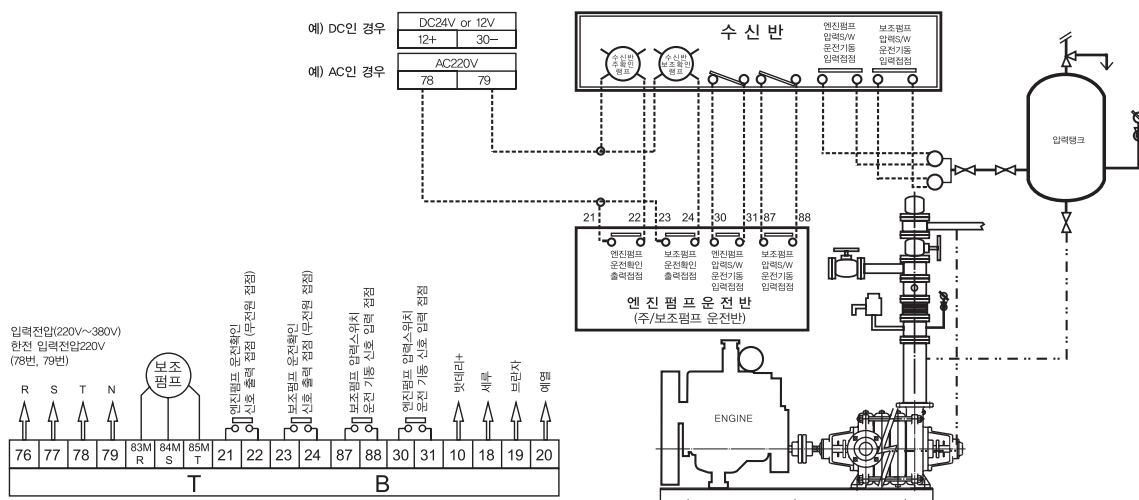 예) DC인 경우
DC24V or 12V
12+ 30−
예) AC인 경우
AC220V
78 79
수 신 반
수신반
주확인
램프
수신반
보조확인
램프
엔진펌프
압력S/W
운전기동
입력접점
보조펌프
압력S/W
운전기동
입력접점
압력탱크
21 22 23 24 30 31 87 88
엔진펌프
운전확인
출력접점
보조펌프
운전확인
출력접점
엔진펌프
압력S/W
운전기동
입력접점
보조펌프
압력S/W
운전기동
입력접점
엔 진 펌 프 운 전 반
(주/보조펌프 운전반)
입력전압(220V~380V)
한전 입력전압220V
(78번, 79번)
R S T N
보조
펌프
엔진펌프 운전확인
신호 출력 접점 (무전원 접점)
보조펌프 운전확인
신호 출력 접점 (무전원 접점)
보조펌프 압력스위치
운전 기동 신호 입력 접점
엔진펌프 압력스위치
운전 기동 신호 입력 접점
밧데리+
세루
브란자
예열
76 77 78 79 83M R 84M S 85M T 21 22 23 24 87 88 30 31 10 18 19 20
T B
ENGINE